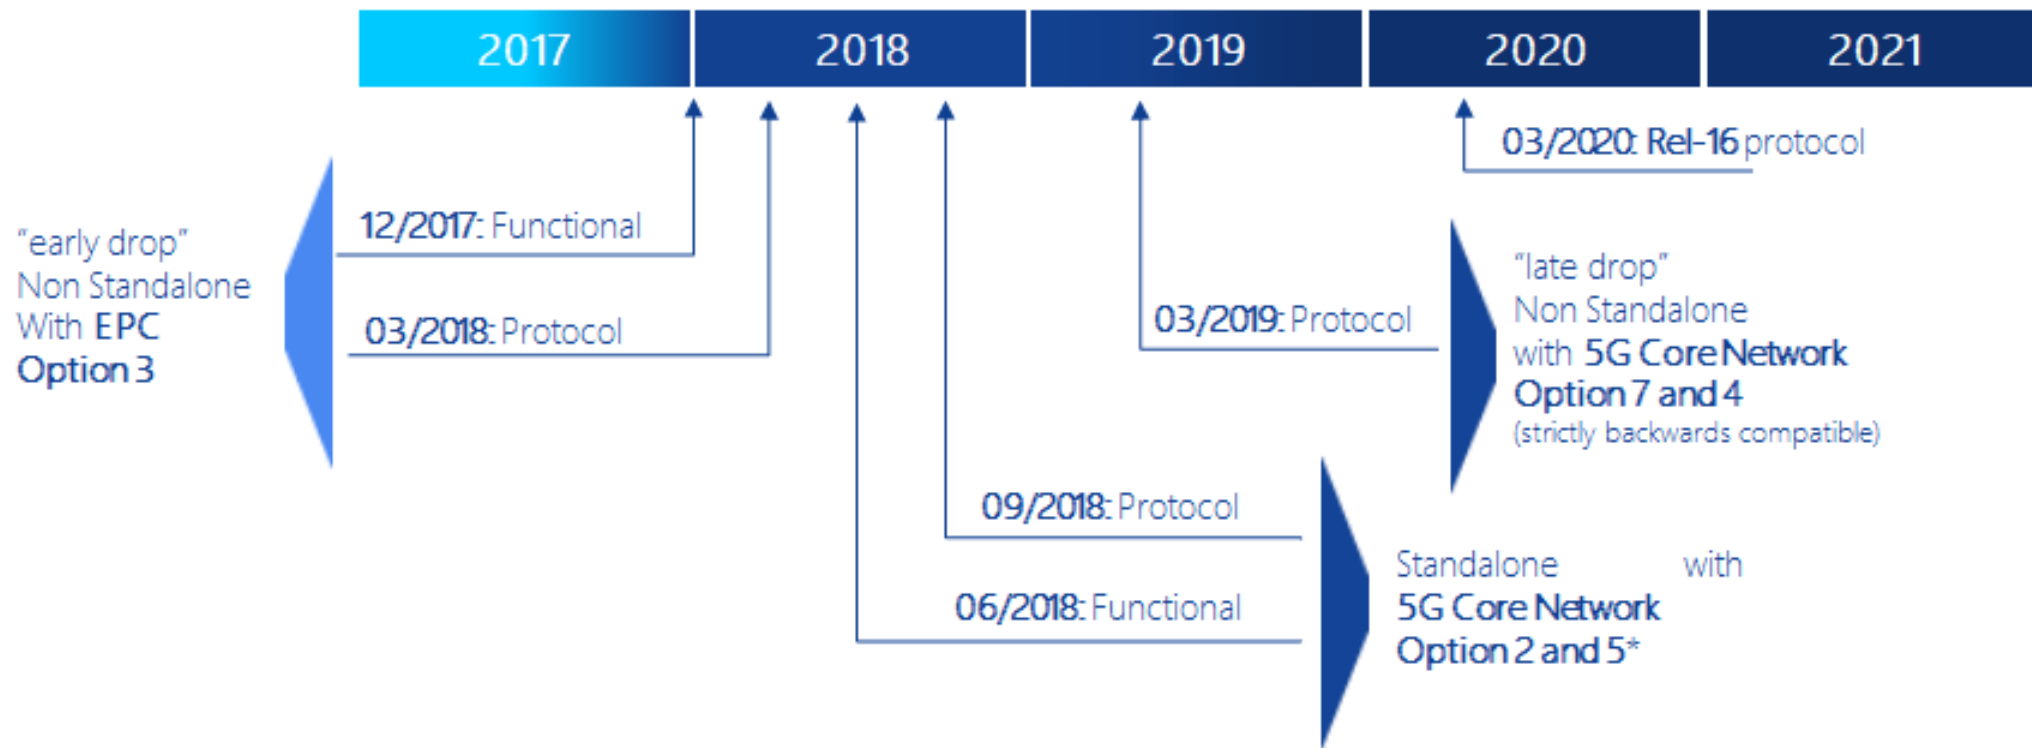 2017
2018
2019
2020
2021
03/2020: Rel-16 protocol
12/2017: Functional
03/2018: Protocol
"early drop"
Non Standalone
With EPC
Option 3
03/2019: Protocol
"late drop"
Non Standalone
with 5G Core Network
Option 7 and 4
(strictly backwards compatible)
09/2018: Protocol
06/2018: Functional
Standalone with
5G Core Network
Option 2 and 5*